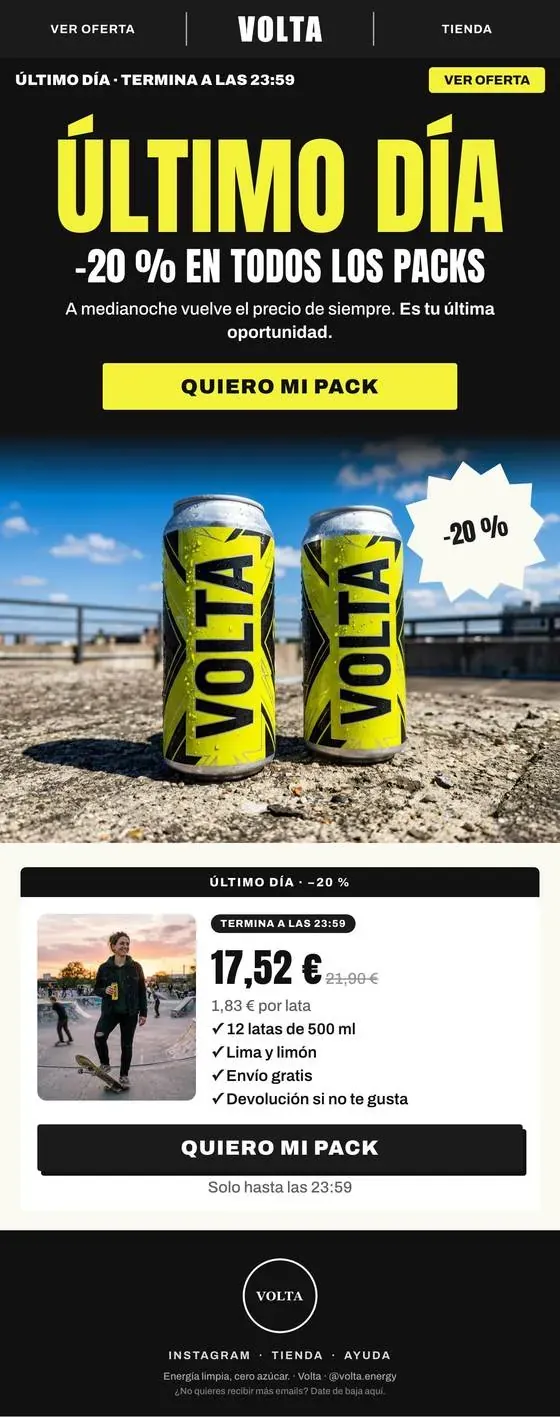 VER OFERTA
VOLTA
TIENDA
ÚLTIMO DÍA · TERMINA A LAS 23:59
VER OFERTA
ÚLTIMO DÍA
-20 % EN TODOS LOS PACKS
A medianoche vuelve el precio de siempre. Es tu última
oportunidad.
QUIERO MI PACK
-20 %
VOLTA
VOLTA
ÚLTIMO DÍA · −20 %
TERMINA A LAS 23:59
17,52 € 21,90 €
1,83 € por lata
✓ 12 latas de 500 ml
✓ Lima y limón
✓ Envío gratis
✓ Devolución si no te gusta
QUIERO MI PACK
Solo hasta las 23:59
VOLTA
INSTAGRAM · TIENDA · AYUDA
Energía limpia, cero azúcar. · Volta · @volta.energy
¿No quieres recibir más emails? Date de baja aquí.